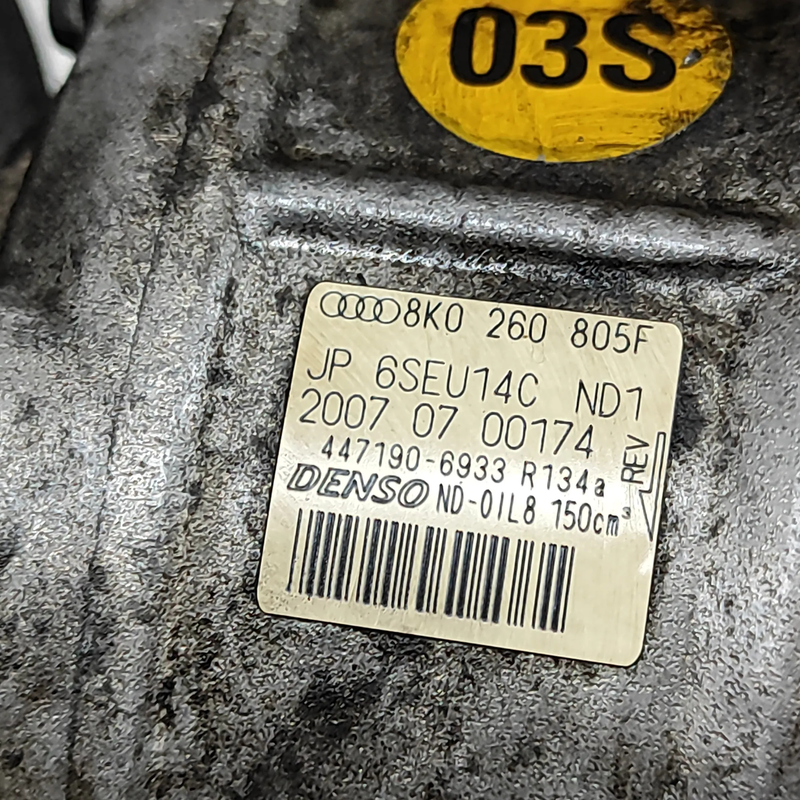 03S
8K0 260 805F
JP 6SEU14C ND1
2007 07 00174
447190-6933 R134a
DENSO ND-OIL8 150cm³
REV